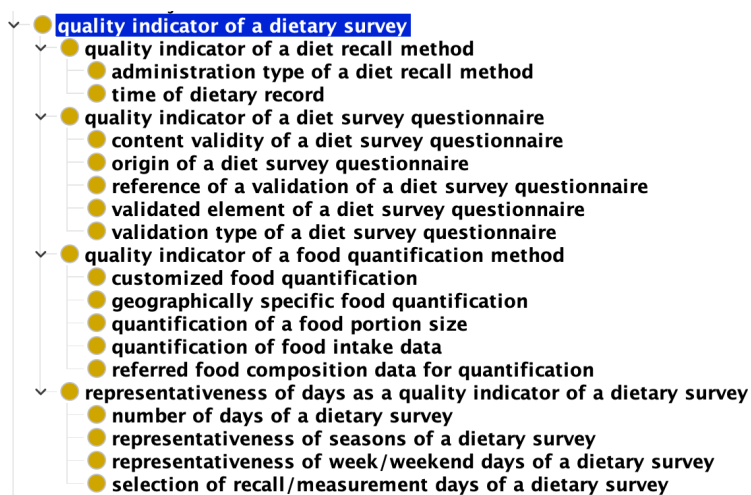 quality indicator of a dietary survey
quality indicator of a diet recall method
administration type of a diet recall method
time of dietary record
quality indicator of a diet survey questionnaire
content validity of a diet survey questionnaire
origin of a diet survey questionnaire
reference of a validation of a diet survey questionnaire
validated element of a diet survey questionnaire
validation type of a diet survey questionnaire
quality indicator of a food quantification method
customized food quantification
geographically specific food quantification
quantification of a food portion size
quantification of food intake data
referred food composition data for quantification
representativeness of days as a quality indicator of a dietary survey
number of days of a dietary survey
representativeness of seasons of a dietary survey
representativeness of week/weekend days of a dietary survey
selection of recall/measurement days of a dietary survey